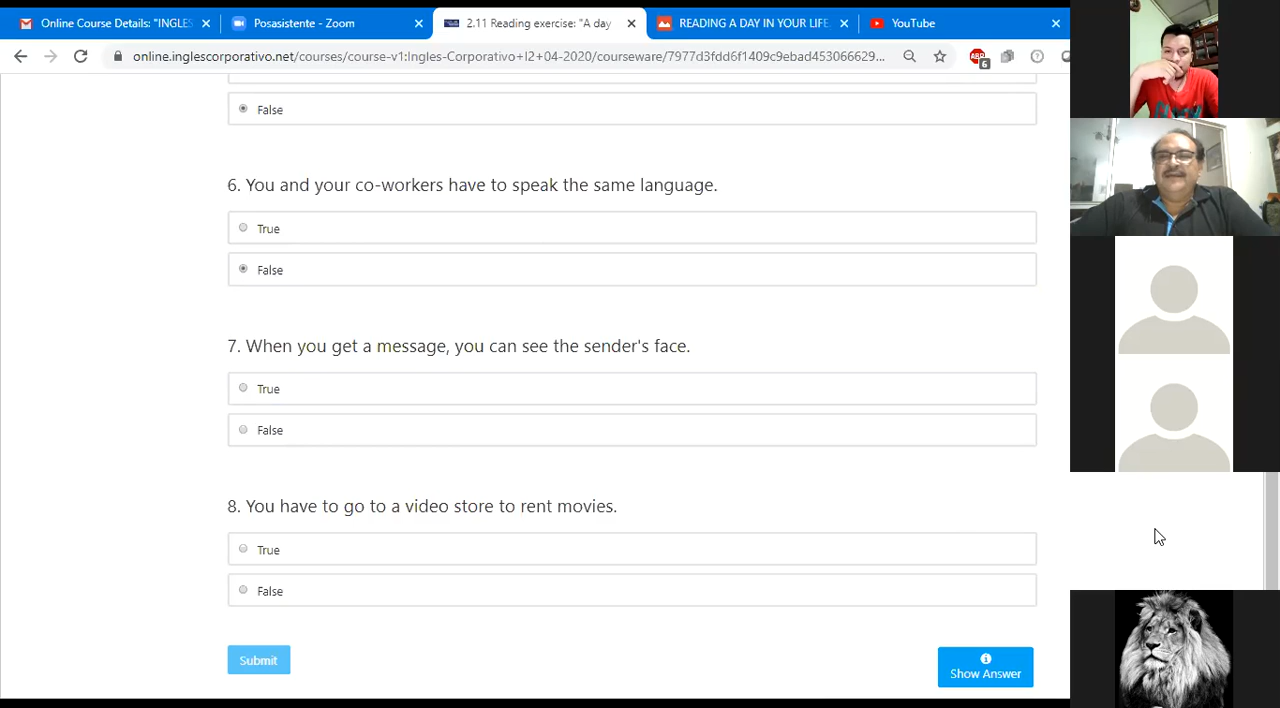 Online Course Details: "INGLES
Posasistente - Zoom
2.11 Reading exercise: "A day
READING A DAY IN YOUR LIFE.
YouTube
online.inglescorporativo.net/courses/course-v1:Ingles-Corporativo+I2+04-2020/courseware/7977d3fdd6f1409c9ebad453066629...
ABP
6
False
6. You and your co-workers have to speak the same language.
True
False
7. When you get a message, you can see the sender's face.
True
False
8. You have to go to a video store to rent movies.
True
False
Submit
Show Answer